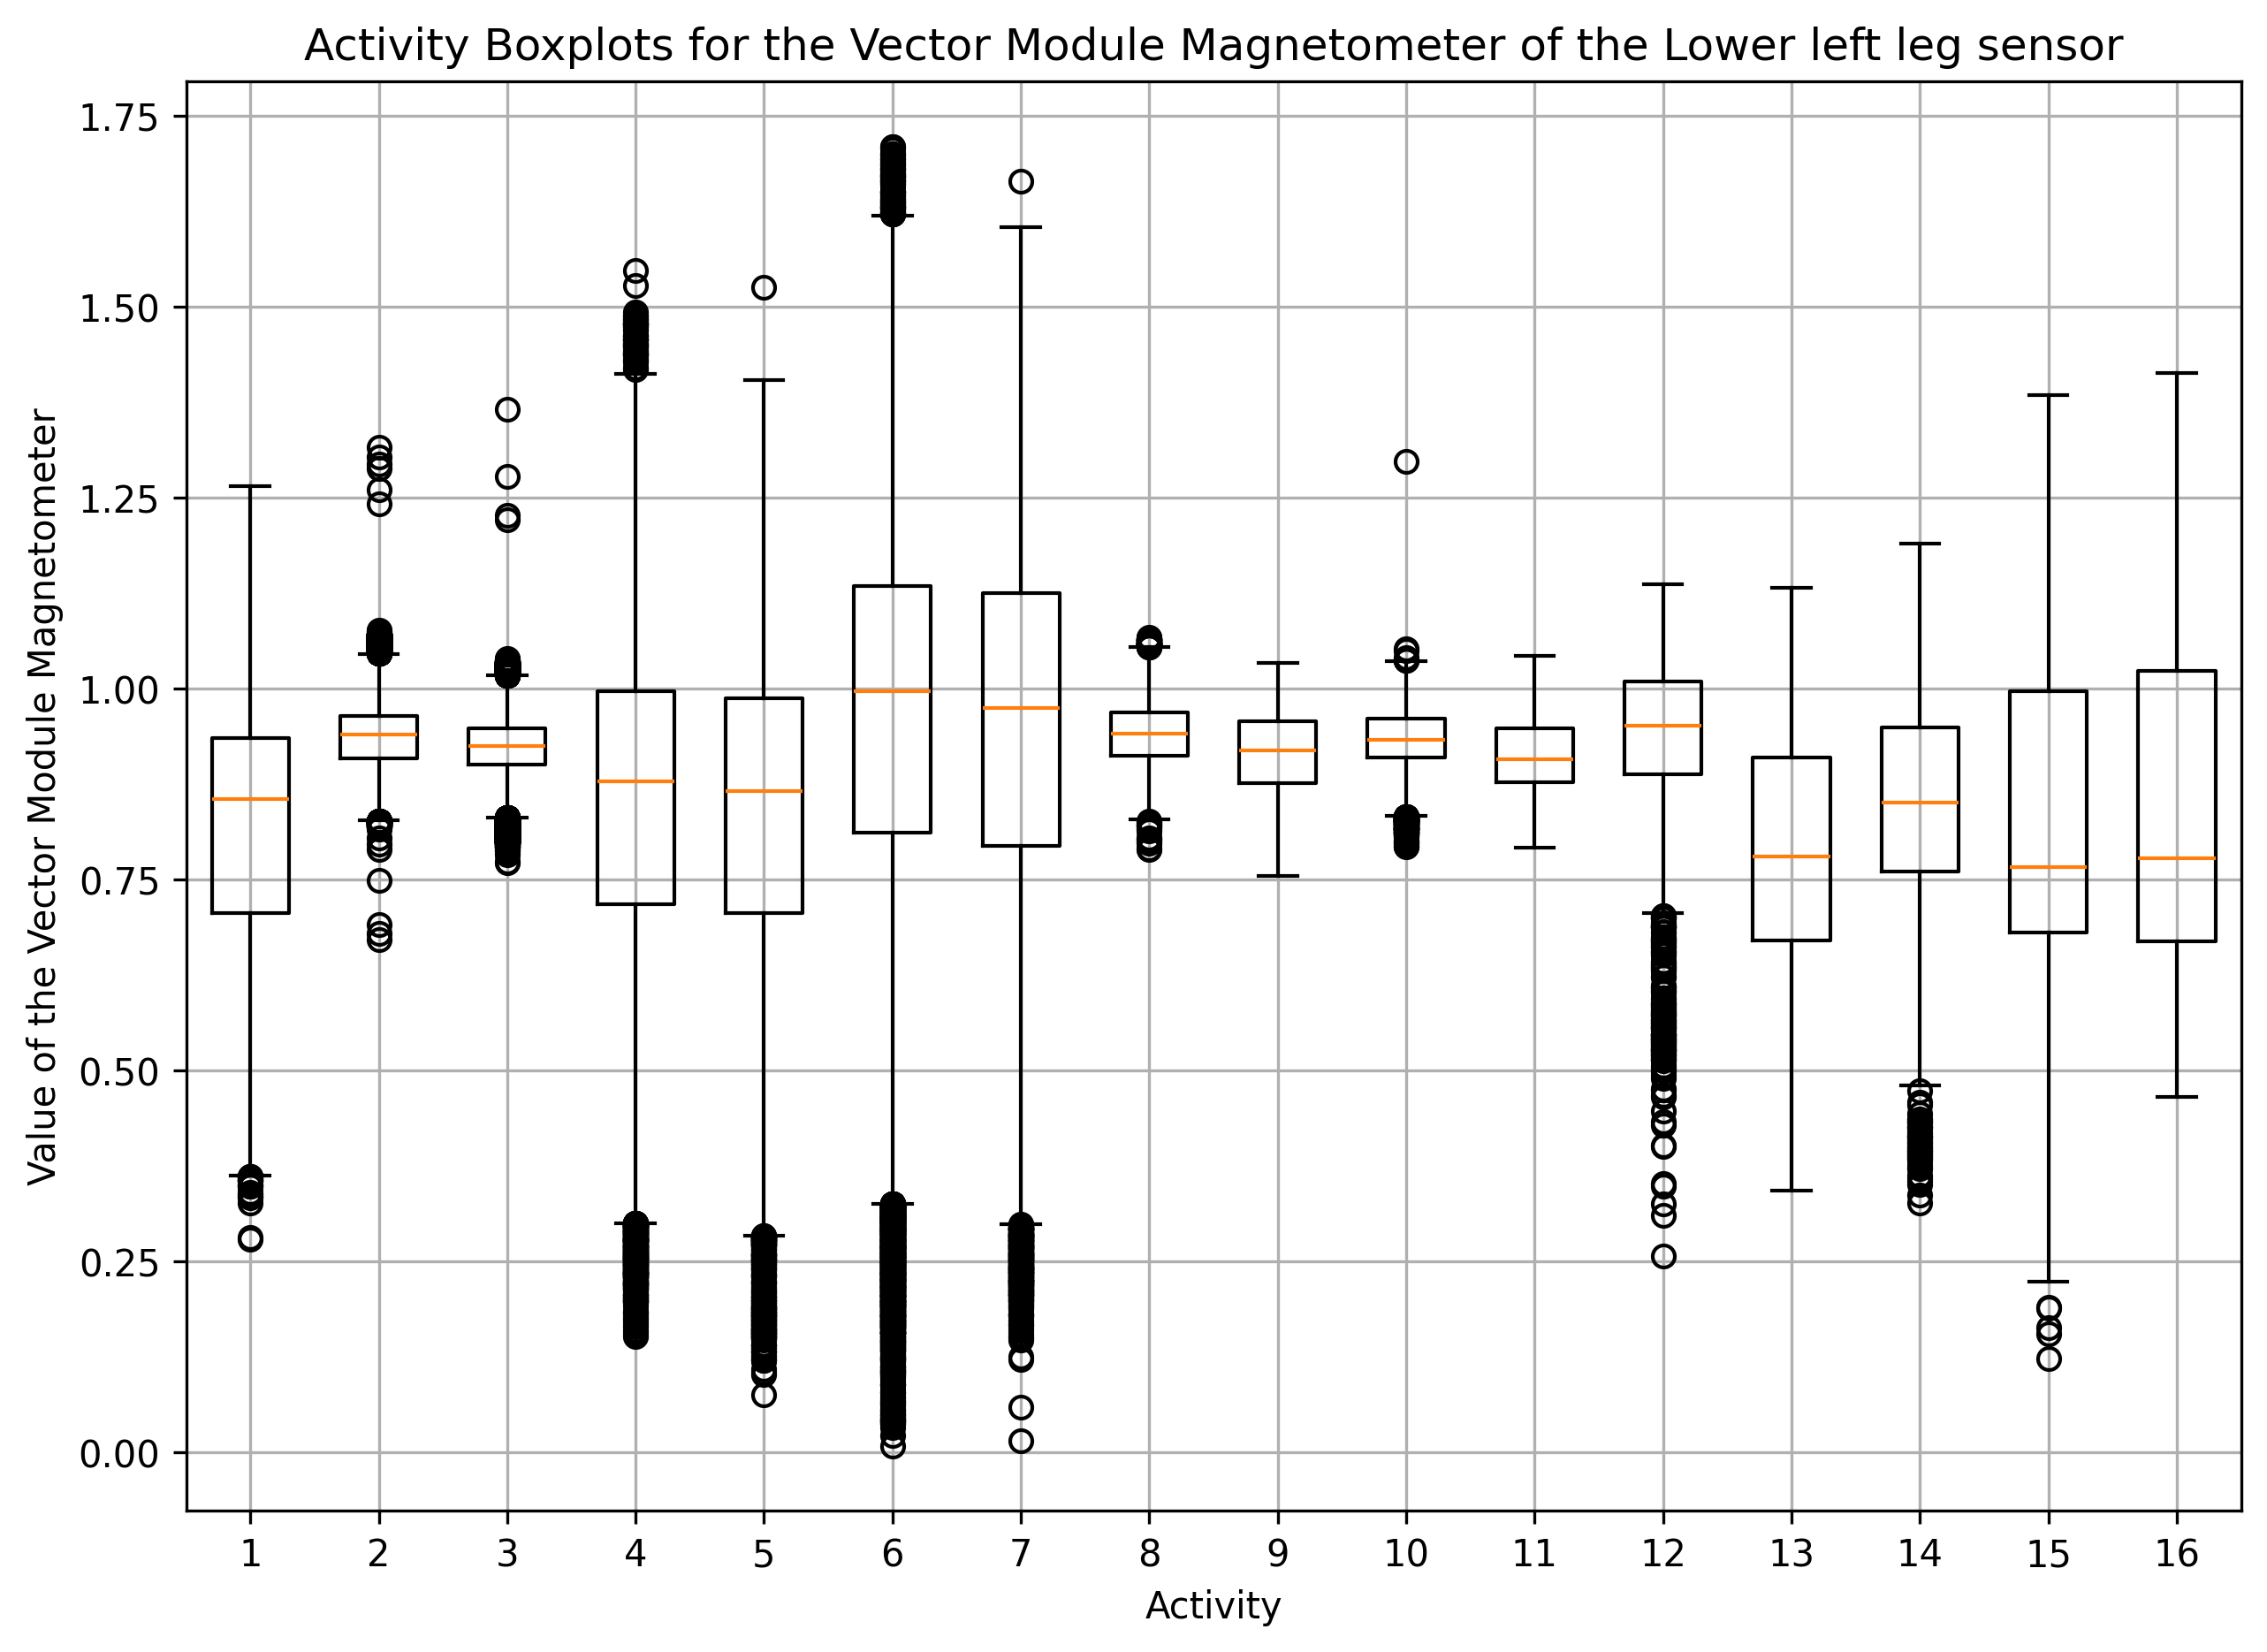 Activity Boxplots for the Vector Module Magnetometer of the Lower left leg sensor
Value of the Vector Module Magnetometer
1.75
1.50
1.25
1.00
0.75
0.50
0.25
0.00
1 2 3 4 5 6 7 8 9 10 11 12 13 14 15 16
Activity